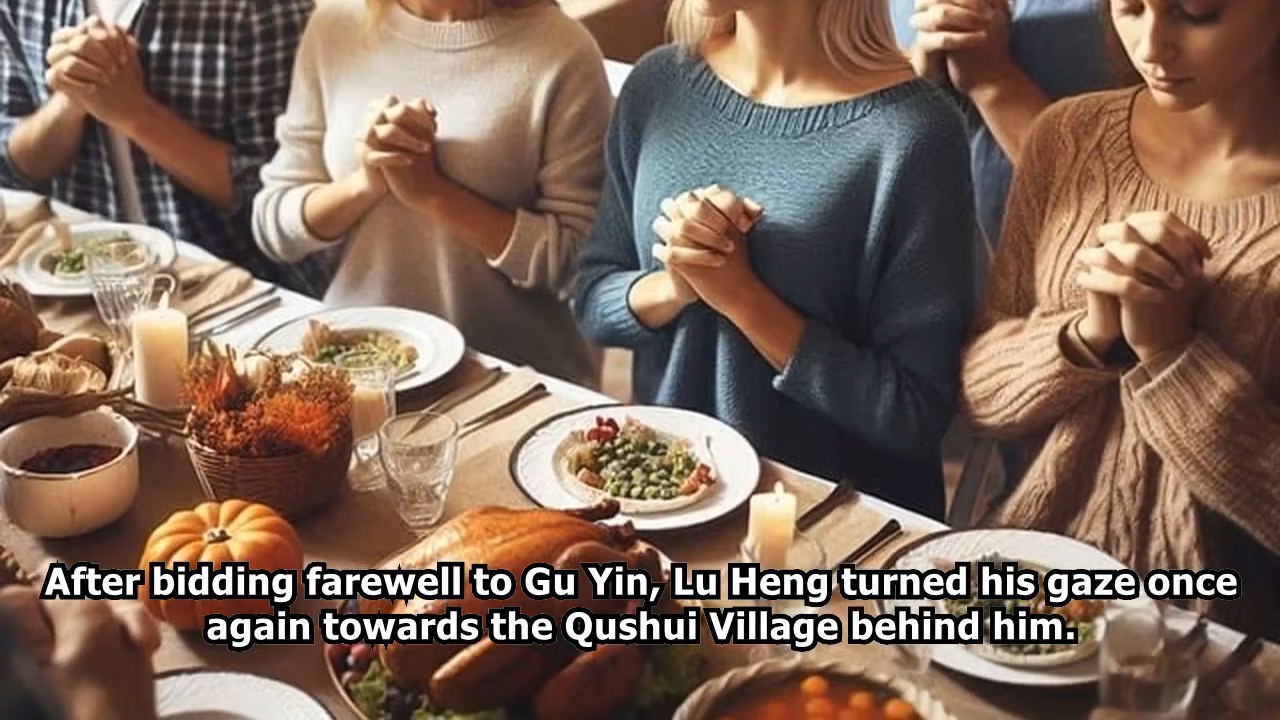 After bidding farewell to Gu Yin, Lu Heng turned his gaze once
again towards the Qushui Village behind him.